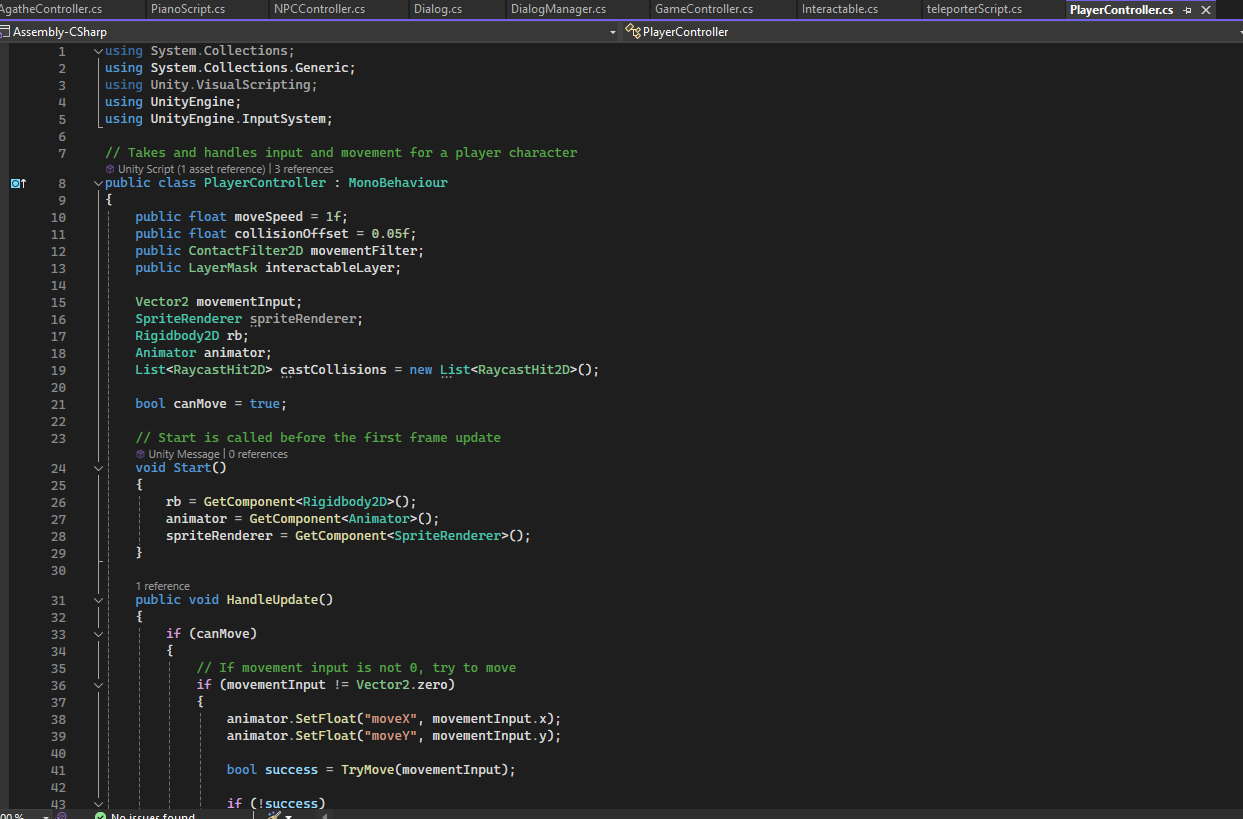 AgatheController.cs PianoScript.cs NPCController.cs Dialog.cs DialogManager.cs GameController.cs Interactable.cs teleporterScript.cs PlayerController.cs
Assembly-CSharp PlayerController
1 using System.Collections;
2 using System.Collections.Generic;
3 using Unity.VisualScripting;
4 using UnityEngine;
5 using UnityEngine.InputSystem;
6
7 // Takes and handles input and movement for a player character
Unity Script (1 asset reference) | 3 references
8 public class PlayerController : MonoBehaviour
9 {
10 public float moveSpeed = 1f;
11 public float collisionOffset = 0.05f;
12 public ContactFilter2D movementFilter;
13 public LayerMask interactableLayer;
14
15 Vector2 movementInput;
16 SpriteRenderer spriteRenderer;
17 Rigidbody2D rb;
18 Animator animator;
19 List<RaycastHit2D> castCollisions = new List<RaycastHit2D>();
20
21 bool canMove = true;
22
23 // Start is called before the first frame update
Unity Message | 0 references
24 void Start()
25 {
26 rb = GetComponent<Rigidbody2D>();
27 animator = GetComponent<Animator>();
28 spriteRenderer = GetComponent<SpriteRenderer>();
29 }
30
1 reference
31 public void HandleUpdate()
32 {
33 if (canMove)
34 {
35 // If movement input is not 0, try to move
36 if (movementInput != Vector2.zero)
37 {
38 animator.SetFloat("moveX", movementInput.x);
39 animator.SetFloat("moveY", movementInput.y);
40
41 bool success = TryMove(movementInput);
42
43 if (!success)
00 % No issues found